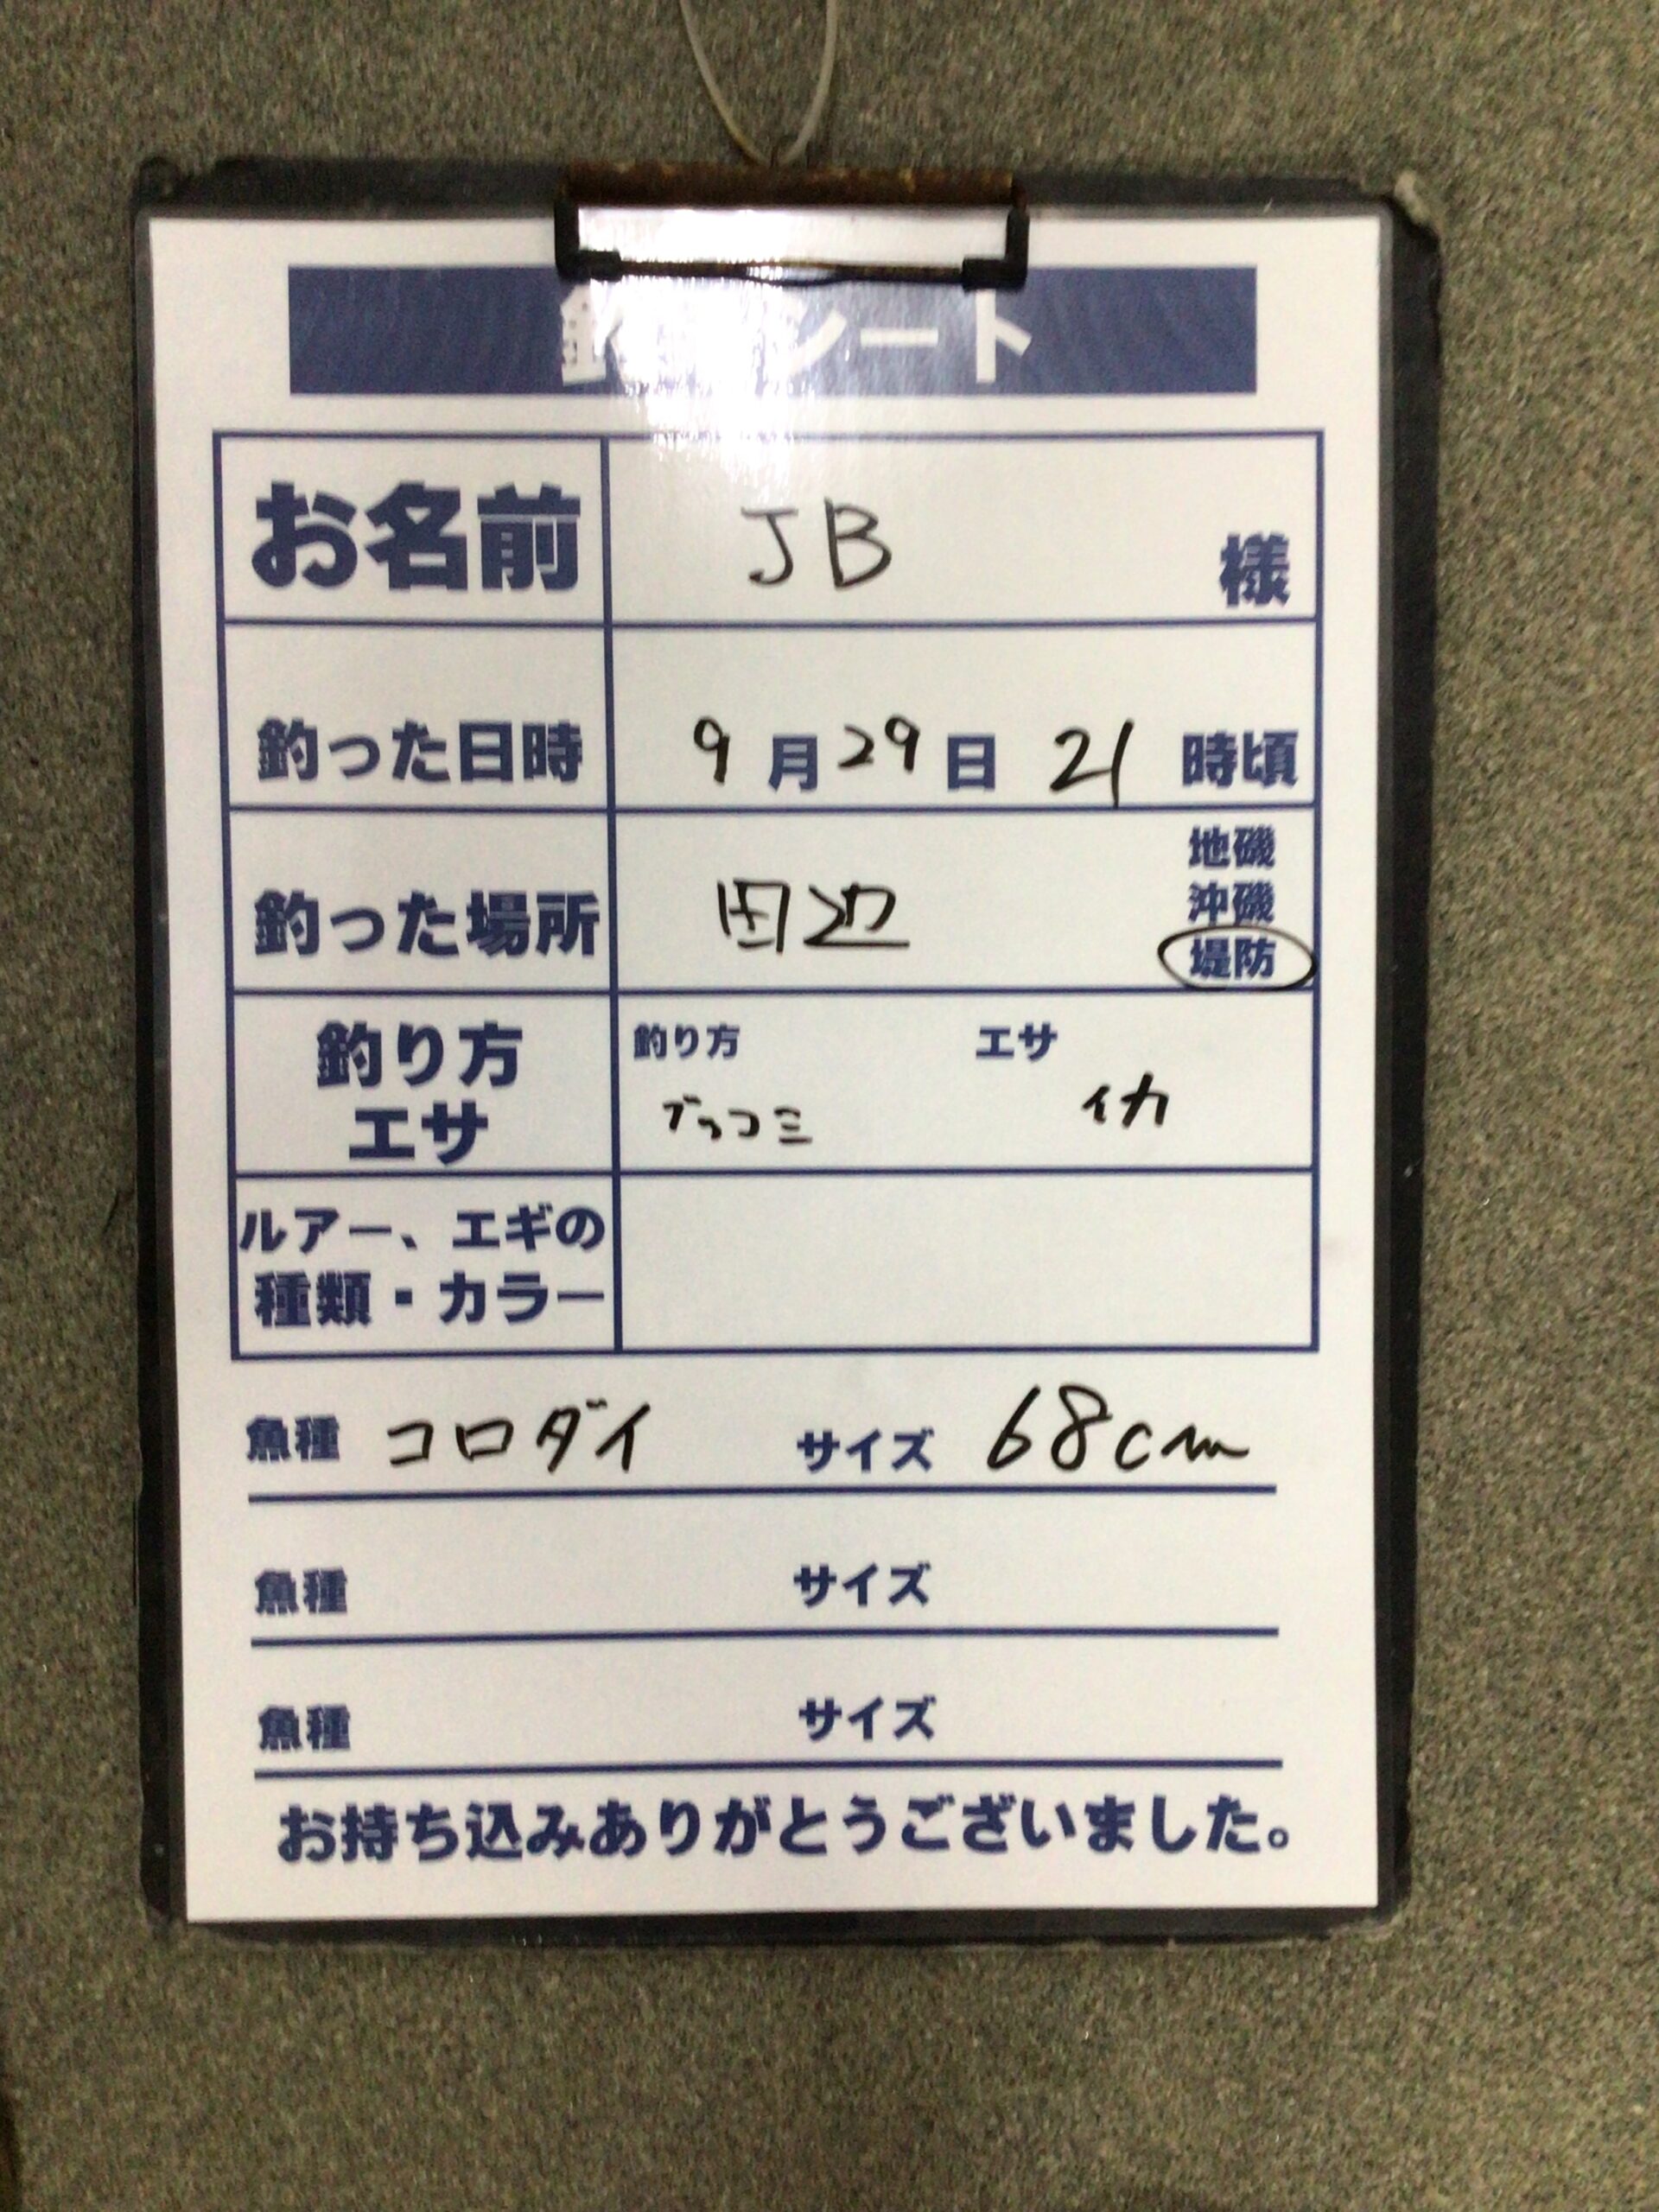 シート
お名前 JB 様
釣った日時 9月29日 21時頃
釣った場所 田辺
地磯
沖磯
堤防
釣り方 エサ
釣り方 エサ
ブッコミ イカ
ルアー、エギの
種類・カラー
魚種 コロダイ サイズ 68cm
魚種 サイズ
魚種 サイズ
お持ち込みありがとうございました。